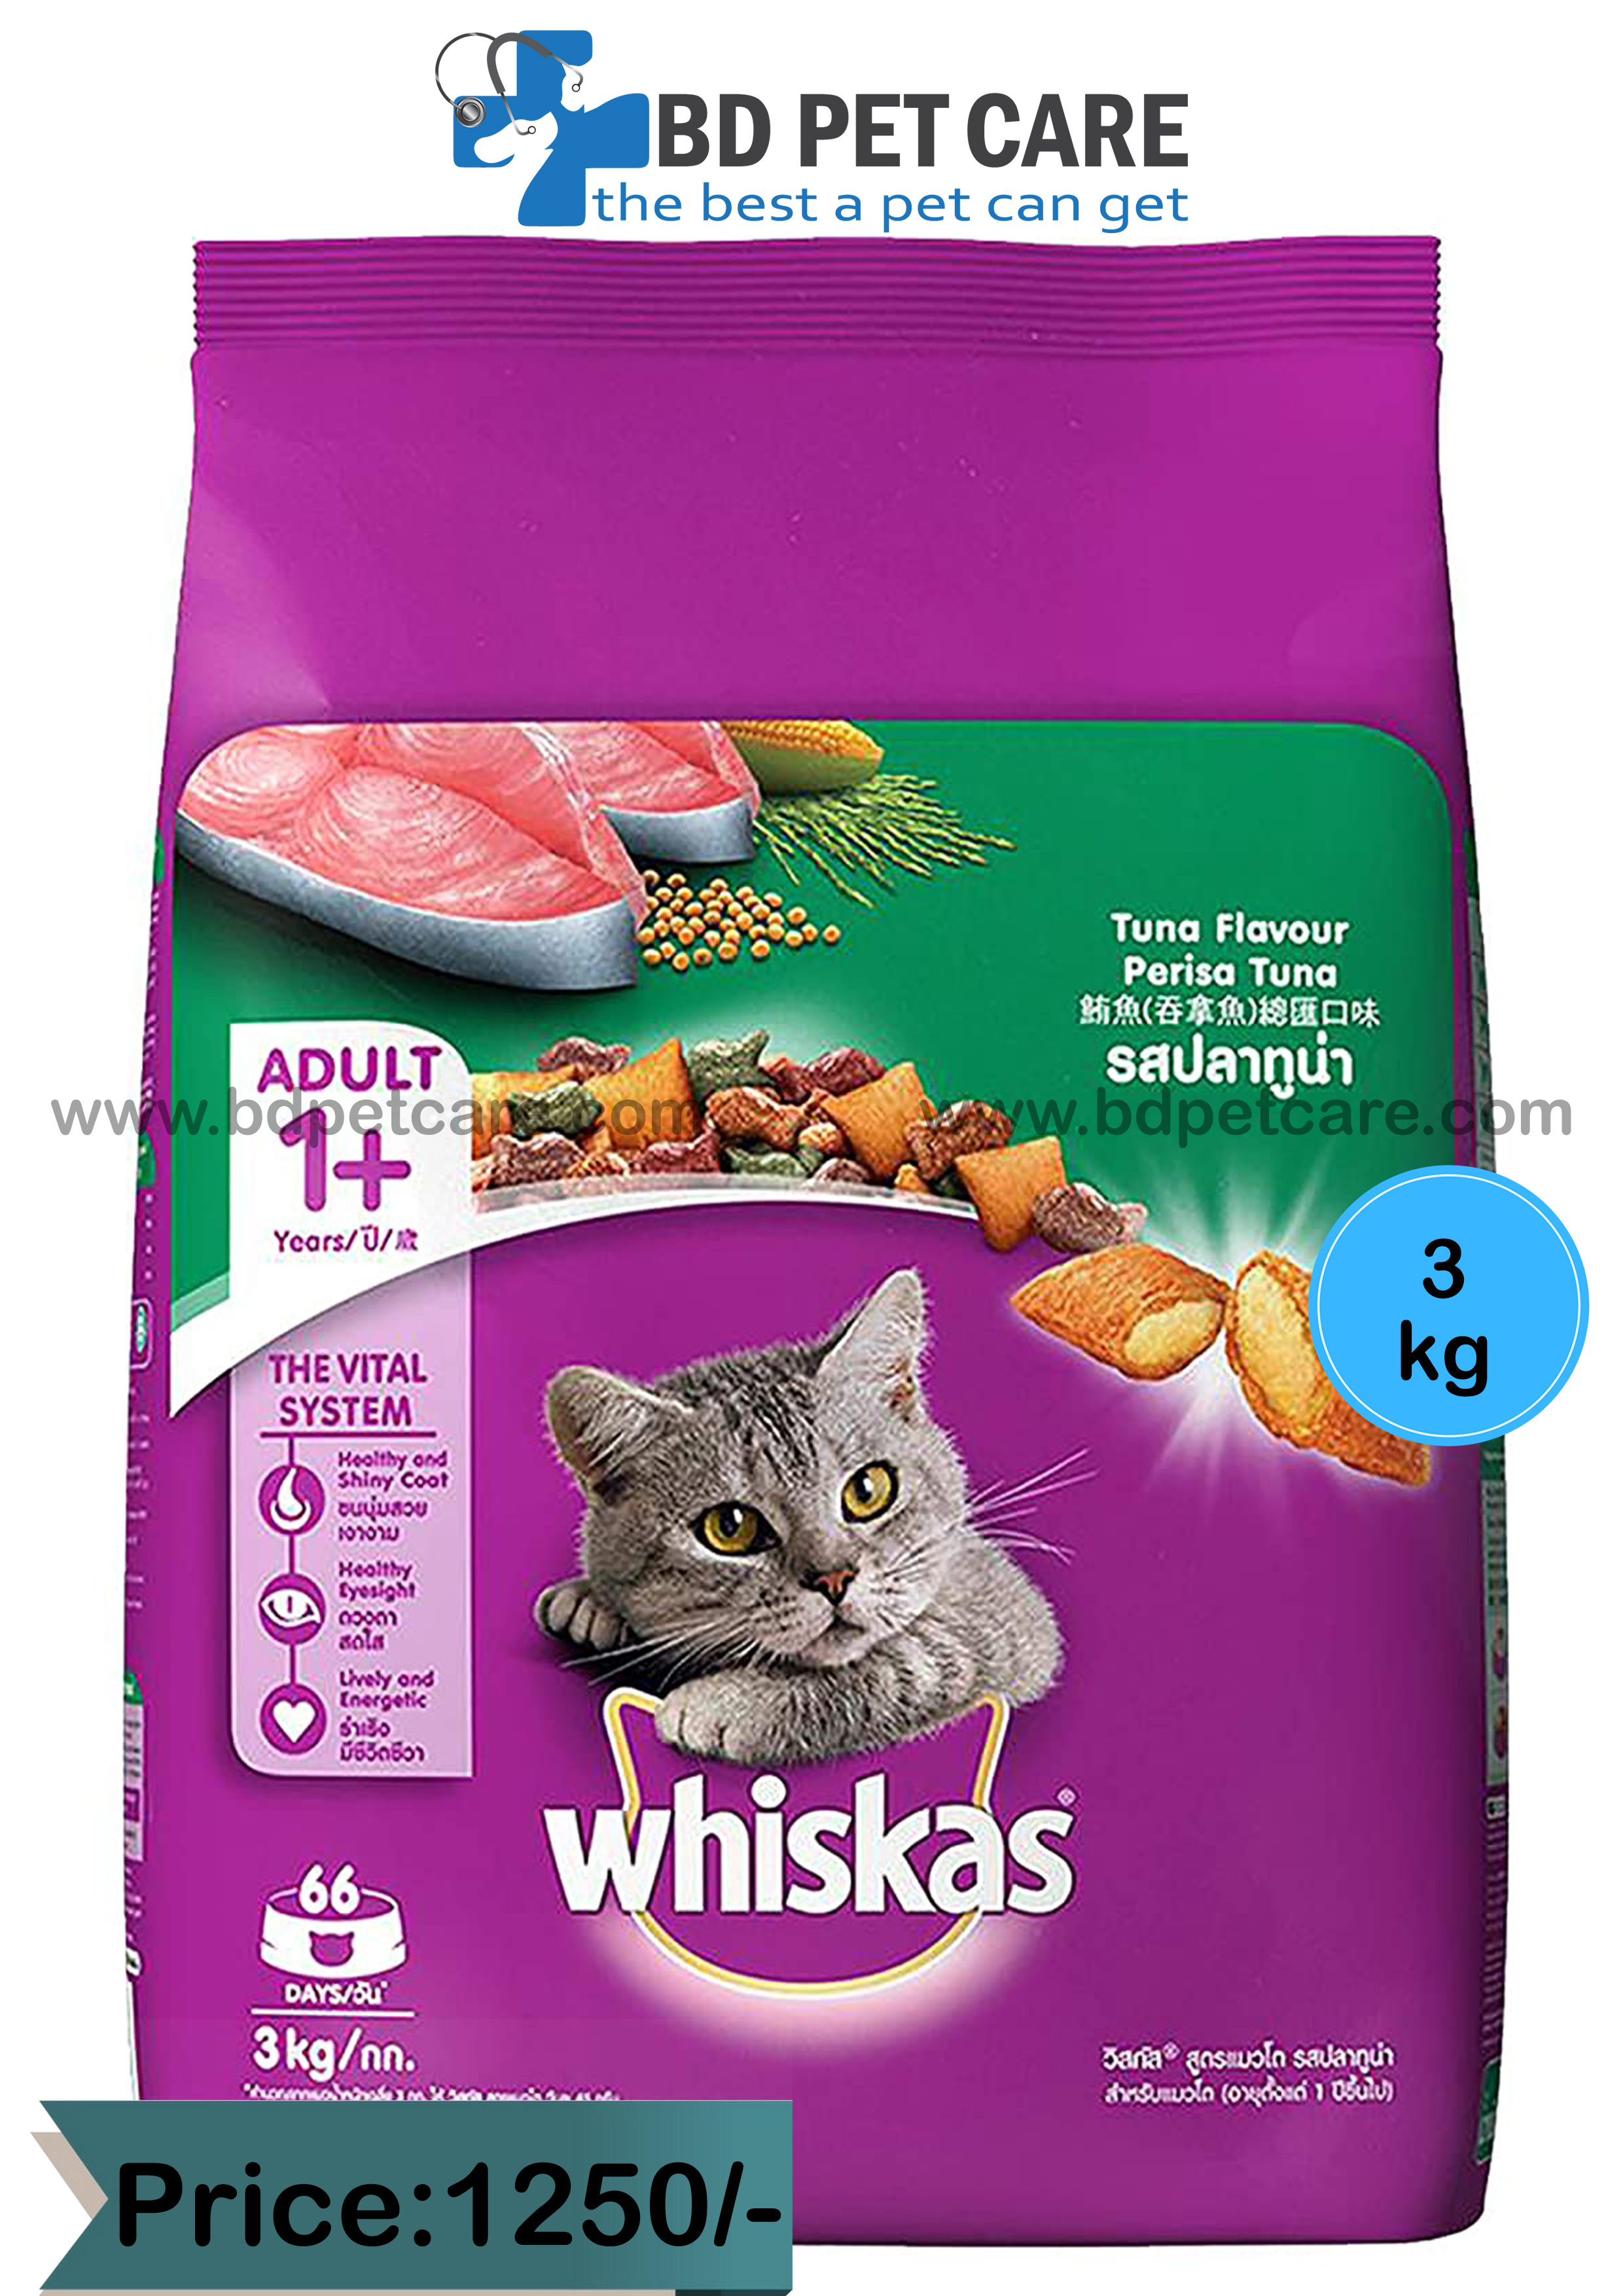 BD PET CARE
the best a pet can get
Tuna Flavour
Perisa Tuna
鮪魚(吞拿魚)總匯口味
รสปลาทูน่า
ADULT
1+
Years/ปี/歲
www.bdpetcare.com www.bdpetcare.com
3
kg
THE VITAL
SYSTEM
Healthy and
Shiny Coat
ขนนุ่มสวย
เงางาม
Healthy
Eyesight
ดวงตา
สดใส
Lively and
Energetic
ร่าเริง
มีชีวิตชีวา
whiskas®
66
DAYS/วัน*
3kg/กก.
วิสกัส® สูตรแมวโต รสปลาทูน่า
สำหรับแมวโต (อายุตั้งแต่ 1 ปีขึ้นไป)
Price:1250/-